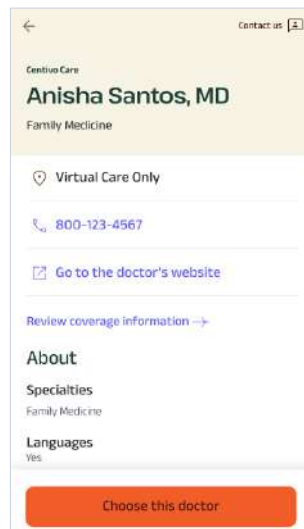 Contact us
Centivo Care
Anisha Santos, MD
Family Medicine
Virtual Care Only
800-123-4567
Go to the doctor's website
Review coverage information
About
Specialties
Family Medicine
Languages
Yes
Choose this doctor